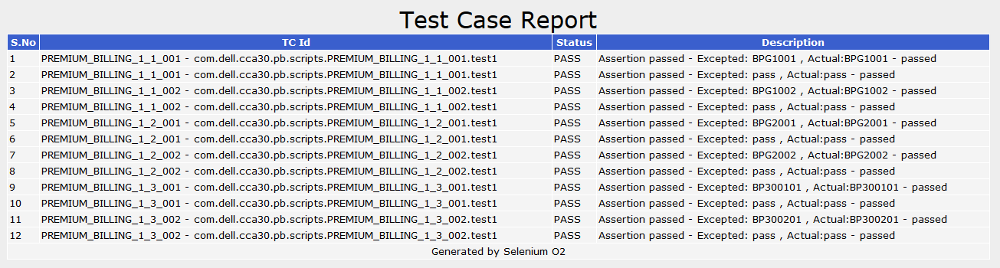 Test Case Report
S.No TC Id Status Description
1 PREMIUM_BILLING_1_1_001 - com.dell.cca30.pb.scripts.PREMIUM_BILLING_1_1_001.test1 PASS Assertion passed - Excepted: BPG1001 , Actual:BPG1001 - passed
2 PREMIUM_BILLING_1_1_001 - com.dell.cca30.pb.scripts.PREMIUM_BILLING_1_1_001.test1 PASS Assertion passed - Excepted: pass , Actual:pass - passed
3 PREMIUM_BILLING_1_1_002 - com.dell.cca30.pb.scripts.PREMIUM_BILLING_1_1_002.test1 PASS Assertion passed - Excepted: BPG1002 , Actual:BPG1002 - passed
4 PREMIUM_BILLING_1_1_002 - com.dell.cca30.pb.scripts.PREMIUM_BILLING_1_1_002.test1 PASS Assertion passed - Excepted: pass , Actual:pass - passed
5 PREMIUM_BILLING_1_2_001 - com.dell.cca30.pb.scripts.PREMIUM_BILLING_1_2_001.test1 PASS Assertion passed - Excepted: BPG2001 , Actual:BPG2001 - passed
6 PREMIUM_BILLING_1_2_001 - com.dell.cca30.pb.scripts.PREMIUM_BILLING_1_2_001.test1 PASS Assertion passed - Excepted: pass , Actual:pass - passed
7 PREMIUM_BILLING_1_2_002 - com.dell.cca30.pb.scripts.PREMIUM_BILLING_1_2_002.test1 PASS Assertion passed - Excepted: BPG2002 , Actual:BPG2002 - passed
8 PREMIUM_BILLING_1_2_002 - com.dell.cca30.pb.scripts.PREMIUM_BILLING_1_2_002.test1 PASS Assertion passed - Excepted: pass , Actual:pass - passed
9 PREMIUM_BILLING_1_3_001 - com.dell.cca30.pb.scripts.PREMIUM_BILLING_1_3_001.test1 PASS Assertion passed - Excepted: BP300101 , Actual:BP300101 - passed
10 PREMIUM_BILLING_1_3_001 - com.dell.cca30.pb.scripts.PREMIUM_BILLING_1_3_001.test1 PASS Assertion passed - Excepted: pass , Actual:pass - passed
11 PREMIUM_BILLING_1_3_002 - com.dell.cca30.pb.scripts.PREMIUM_BILLING_1_3_002.test1 PASS Assertion passed - Excepted: BP300201 , Actual:BP300201 - passed
12 PREMIUM_BILLING_1_3_002 - com.dell.cca30.pb.scripts.PREMIUM_BILLING_1_3_002.test1 PASS Assertion passed - Excepted: pass , Actual:pass - passed
Generated by Selenium O2